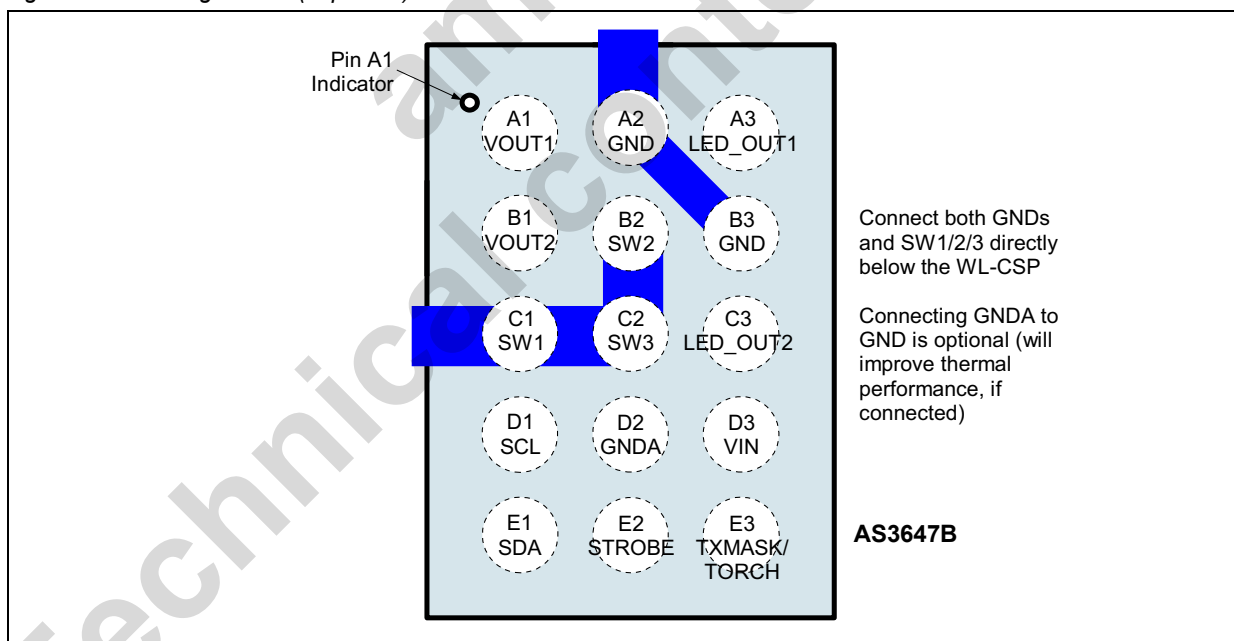 Pin A1
Indicator
A1
VOUT1
A2
GND
A3
LED_OUT1
B1
VOUT2
B2
SW2
B3
GND
C1
SW1
C2
SW3
C3
LED_OUT2
D1
SCL
D2
GNDA
D3
VIN
E1
SDA
E2
STROBE
E3
TXMASK/
TORCH
Connect both GNDs
and SW1/2/3 directly
below the WL-CSP
Connecting GNDA to
GND is optional (will
improve thermal
performance, if
connected)
AS3647B